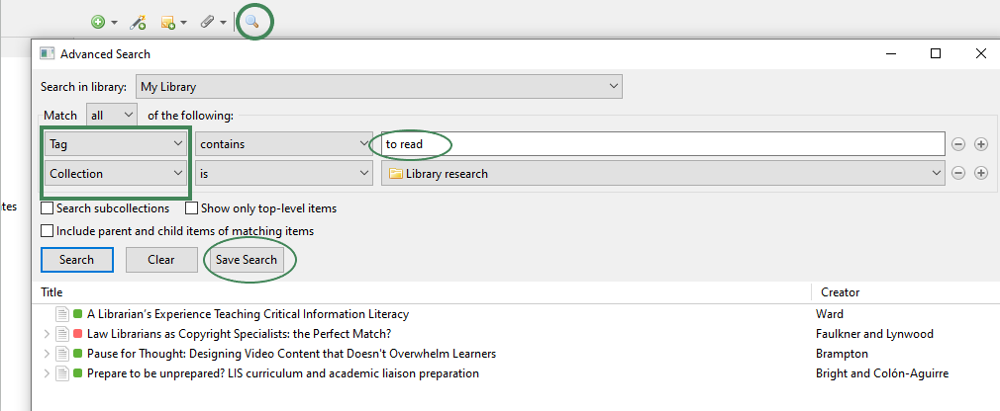 Advanced Search
Search in library: My Library
Match all of the following:
Tag contains to read
Collection is Library research
tes
Search subcollections Show only top-level items
Include parent and child items of matching items
Search Clear Save Search
Title Creator
A Librarian's Experience Teaching Critical Information Literacy Ward
Law Librarians as Copyright Specialists: the Perfect Match? Faulkner and Lynwood
Pause for Thought: Designing Video Content that Doesn't Overwhelm Learners Brampton
Prepare to be unprepared? LIS curriculum and academic liaison preparation Bright and Colón-Aguirre